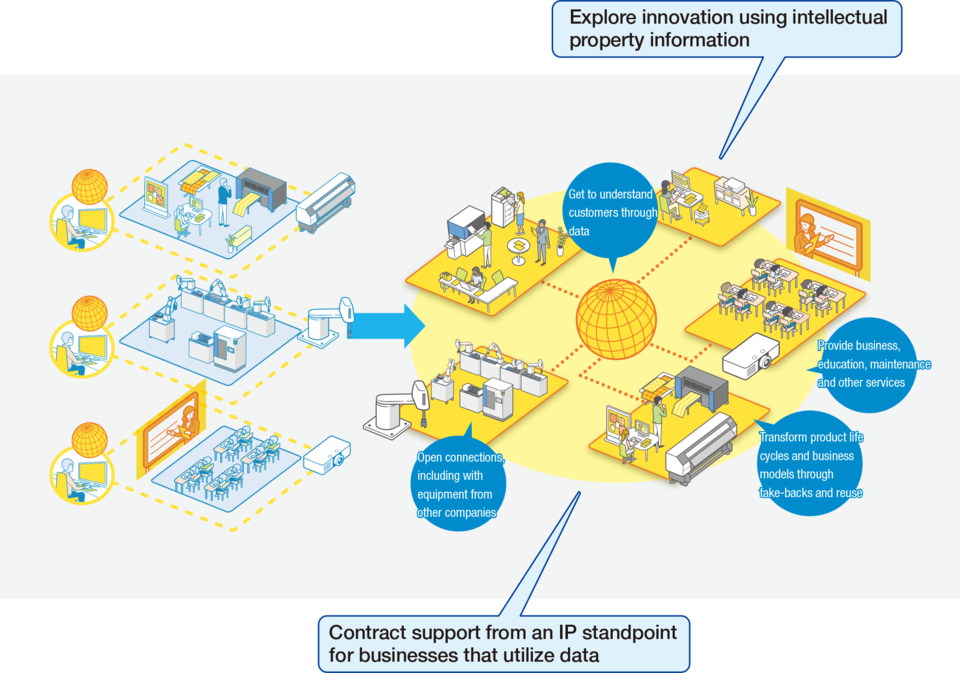 Explore innovation using intellectual
property information
Get to understand
customers through
data
Provide business,
education, maintenance
and other services
Transform product life
cycles and business
models through
take-backs and reuse
Open connections,
including with
equipment from
other companies
Contract support from an IP standpoint
for businesses that utilize data